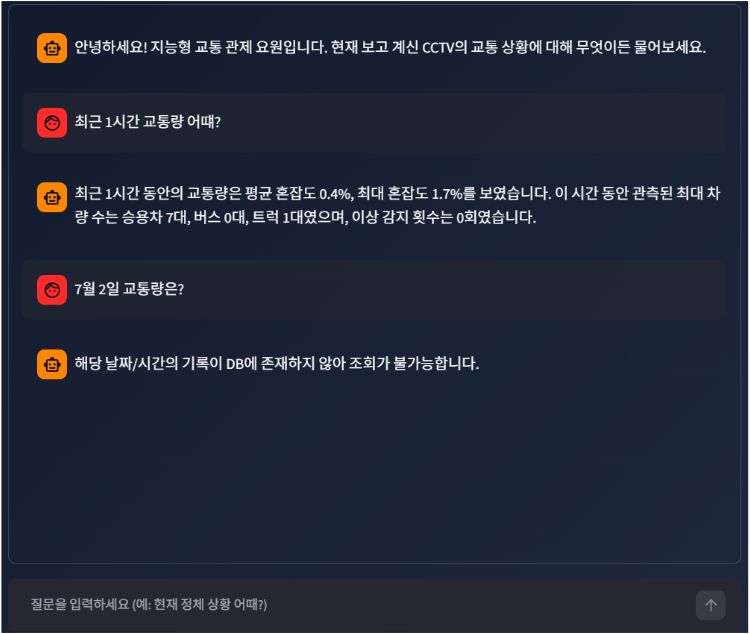 안녕하세요! 지능형 교통 관제 요원입니다. 현재 보고 계신 CCTV의 교통 상황에 대해 무엇이든 물어보세요.
최근 1시간 교통량 어떄?
최근 1시간 동안의 교통량은 평균 혼잡도 0.4%, 최대 혼잡도 1.7%를 보였습니다. 이 시간 동안 관측된 최대 차
량 수는 승용차 7대, 버스 0대, 트럭 1대였으며, 이상 감지 횟수는 0회였습니다.
7월 2일 교통량은?
해당 날짜/시간의 기록이 DB에 존재하지 않아 조회가 불가능합니다.
질문을 입력하세요 (예: 현재 정체 상황 어때?)